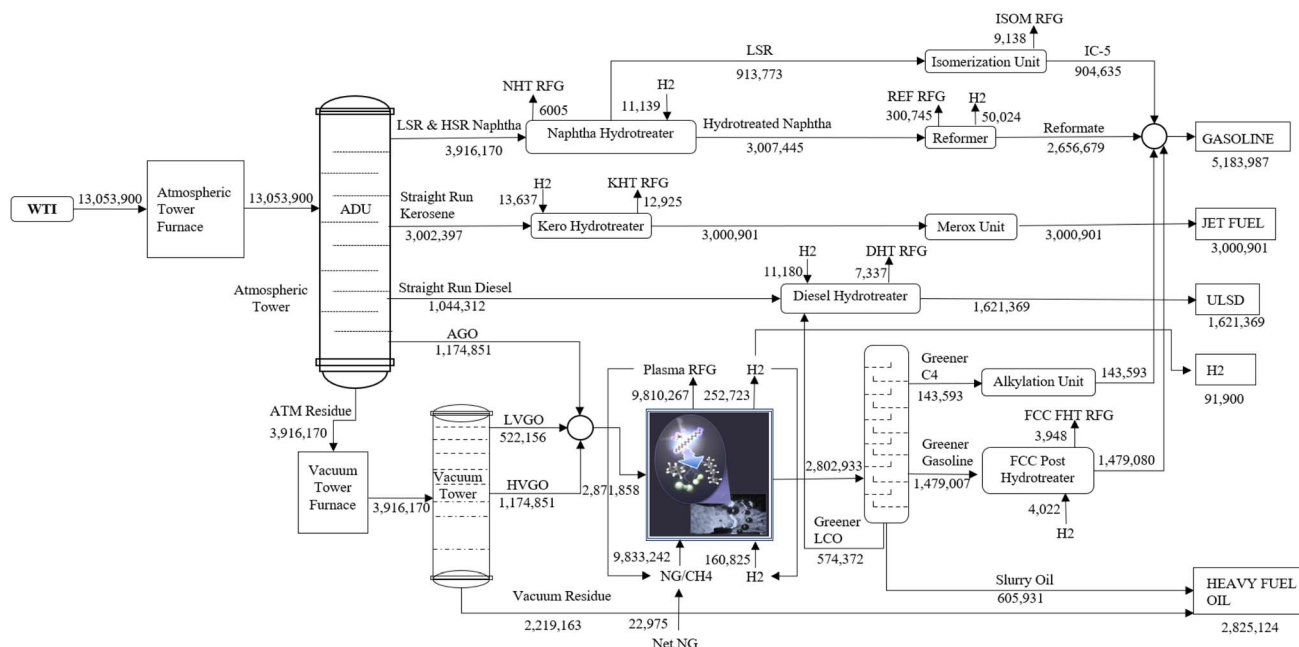 ISOM RFG
9,138
LSR
913,773
Isomerization Unit
IC-5
904,635
NHT RFG
6005
H2
11,139
REF RFG
300,745
H2
50,024
LSR & HSR Naphtha
3,916,170
Naphtha Hydrotreater
Hydrotreated Naphtha
3,007,445
Reformer
Reformate
2,656,679
GASOLINE
5,183,987
WTI
13,053,900
Atmospheric
Tower
Furnace
13,053,900
ADU
Straight Run
Kerosene
3,002,397
H2
13,637
KHT RFG
12,925
Kero Hydrotreater
3,000,901
Merox Unit
3,000,901
JET FUEL
3,000,901
Atmospheric
Tower
Straight Run Diesel
1,044,312
H2
11,180
DHT RFG
7,337
Diesel Hydrotreater
1,621,369
ULSD
1,621,369
AGO
1,174,851
Plasma RFG
9,810,267
H2
252,723
Greener
C4
143,593
Alkylation Unit
143,593
H2
91,900
ATM Residue
3,916,170
Vacuum
Tower
Furnace
3,916,170
Vacuum
Tower
LVGO
522,156
HVGO
1,174,851
2,871,858
2,802,933
Greener
Gasoline
1,479,007
FCC FHT RFG
3,948
FCC Post
Hydrotreater
1,479,080
4,022
H2
9,833,242
NG/CH4
160,825
H2
Greener
LCO
574,372
Vacuum Residue
2,219,163
22,975
Net NG
Slurry Oil
605,931
HEAVY FUEL
OIL
2,825,124